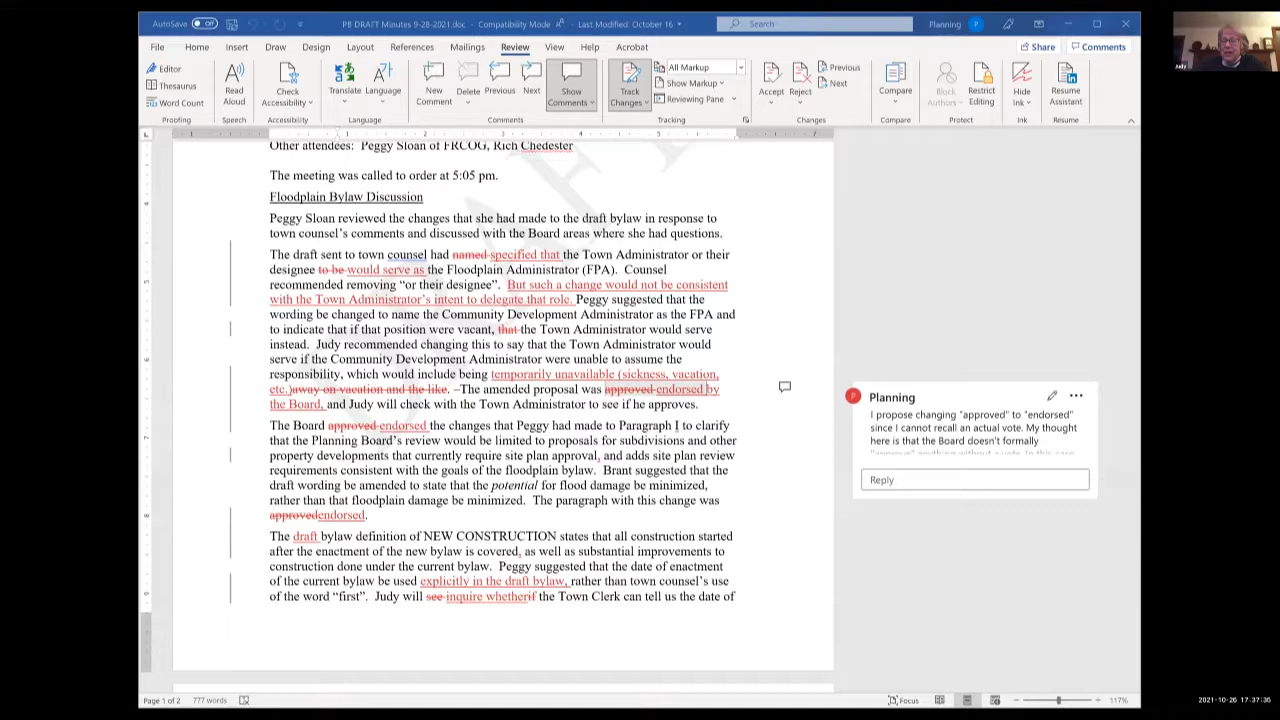 AutoSave Off PB DRAFT Minutes 9-28-2021.doc - Compatibility Mode Last Modified: October 16 Search Planning P
File Home Insert Draw Design Layout References Mailings Review View Help Acrobat Share Comments
Editor
Thesaurus
Word Count
Proofing
Read Aloud
Speech
Check Accessibility
Accessibility
Translate Language
Language
New Comment Delete Previous Next Show Comments
Comments
Track Changes
All Markup
Show Markup
Reviewing Pane
Tracking
Accept Reject Previous Next
Changes
Compare
Compare
Block Authors Restrict Editing
Protect
Hide Ink
Ink
Resume Assistant
Resume
Judy
Other attendees: Peggy Sloan of FRCOG, Rich Chedester
The meeting was called to order at 5:05 pm.
Floodplain Bylaw Discussion
Peggy Sloan reviewed the changes that she had made to the draft bylaw in response to
town counsel's comments and discussed with the Board areas where she had questions.
The draft sent to town counsel had named specified that the Town Administrator or their
designee to be would serve as the Floodplain Administrator (FPA). Counsel
recommended removing "or their designee". But such a change would not be consistent
with the Town Administrator's intent to delegate that role. Peggy suggested that the
wording be changed to name the Community Development Administrator as the FPA and
to indicate that if that position were vacant, that the Town Administrator would serve
instead. Judy recommended changing this to say that the Town Administrator would
serve if the Community Development Administrator were unable to assume the
responsibility, which would include being temporarily unavailable (sickness, vacation,
etc.)away on vacation and the like. –The amended proposal was approved endorsed by
the Board, and Judy will check with the Town Administrator to see if he approves.
The Board approved endorsed the changes that Peggy had made to Paragraph I to clarify
that the Planning Board's review would be limited to proposals for subdivisions and other
property developments that currently require site plan approval, and adds site plan review
requirements consistent with the goals of the floodplain bylaw. Brant suggested that the
draft wording be amended to state that the potential for flood damage be minimized,
rather than that floodplain damage be minimized. The paragraph with this change was
approvedendorsed.
The draft bylaw definition of NEW CONSTRUCTION states that all construction started
after the enactment of the new bylaw is covered, as well as substantial improvements to
construction done under the current bylaw. Peggy suggested that the date of enactment
of the current bylaw be used explicitly in the draft bylaw, rather than town counsel's use
of the word "first". Judy will see inquire whetherif the Town Clerk can tell us the date of
P Planning
I propose changing "approved" to "endorsed"
since I cannot recall an actual vote. My thought
here is that the Board doesn't formally
Reply
Page 1 of 2 777 words Focus 117%
2021-10-26 17:37:36